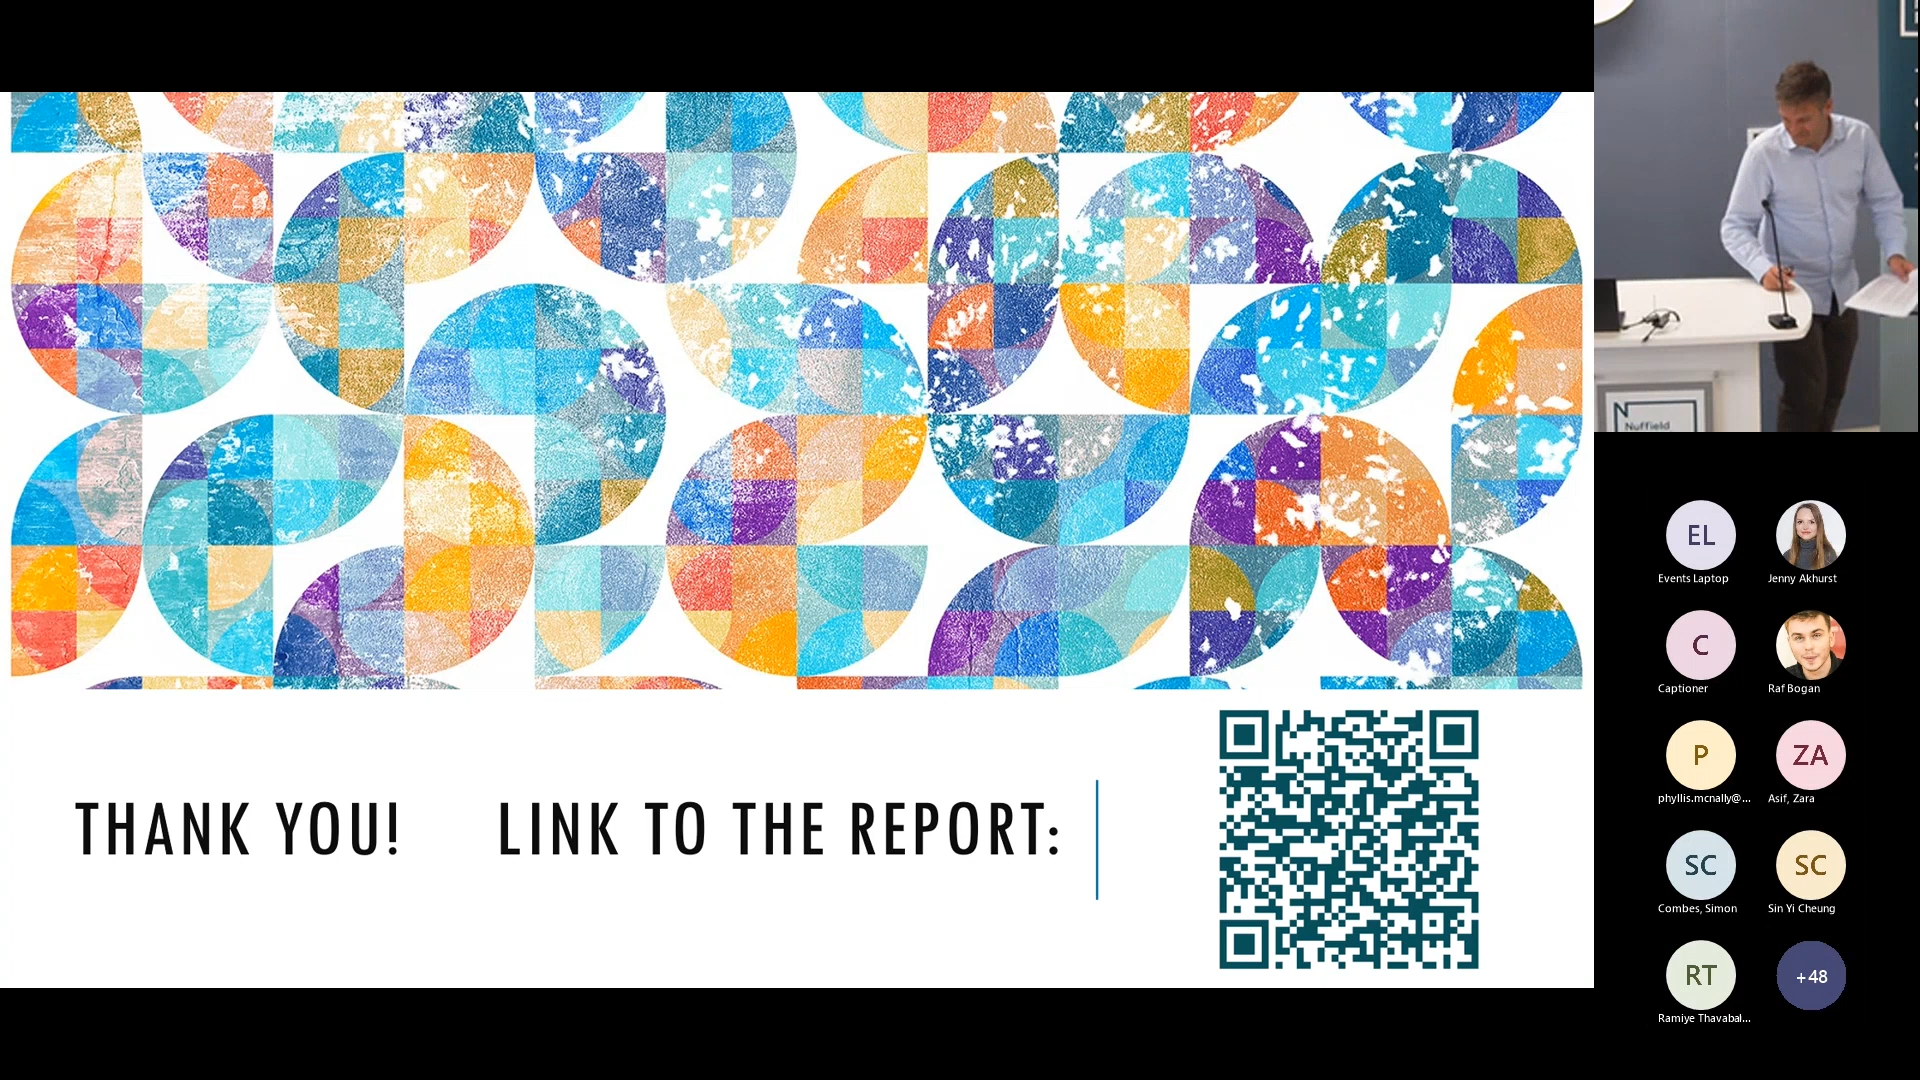 THANK YOU! LINK TO THE REPORT:
N
Nuffield
EL
Events Laptop
Jenny Akhurst
C
Captioner
Raf Bogan
P
phyllis.mcnally@...
ZA
Asif, Zara
SC
Combes, Simon
SC
Sin Yi Cheung
RT
Ramiye Thavabal...
+48